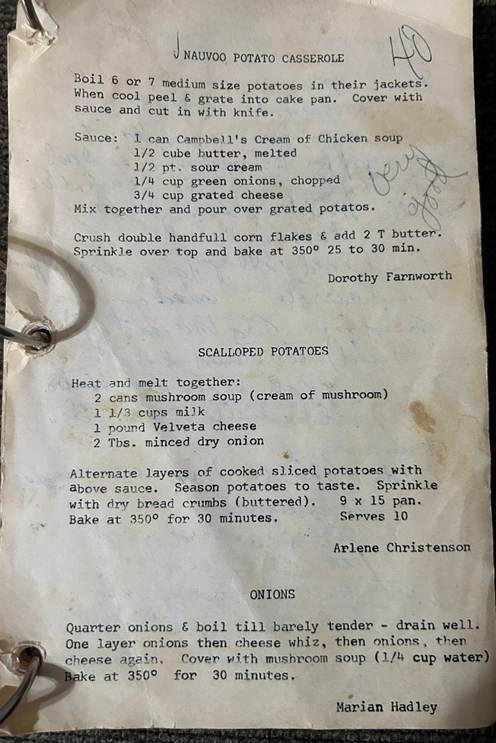 NAUVOO POTATO CASSEROLE
40
Boil 6 or 7 medium size potatoes in their jackets.
When cool peel & grate into cake pan. Cover with
sauce and cut in with knife.
Sauce: 1 can Campbell's Cream of Chicken soup
1/2 cube butter, melted
1/2 pt. sour cream
1/4 cup green onions, chopped
3/4 cup grated cheese
very good
Mix together and pour over grated potatos.
Crush double handfull corn flakes & add 2 T butter.
Sprinkle over top and bake at 350° 25 to 30 min.
Dorothy Farnworth
SCALLOPED POTATOES
Heat and melt together:
2 cans mushroom soup (cream of mushroom)
1 1/3 cups milk
1 pound Velveta cheese
2 Tbs. minced dry onion
Alternate layers of cooked sliced potatoes with
above sauce. Season potatoes to taste. Sprinkle
with dry bread crumbs (buttered). 9 x 15 pan.
Bake at 350° for 30 minutes. Serves 10
Arlene Christenson
ONIONS
Quarter onions & boil till barely tender - drain well.
One layer onions then cheese whiz, then onions, then
cheese again. Cover with mushroom soup (1/4 cup water)
Bake at 350° for 30 minutes.
Marian Hadley